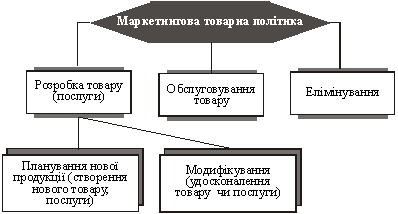 Маркетингова товарна політика
Розробка товару
(послуги)
Обслуговування
товару
Елімінування
Планування нової
продукції (створення
нового товару,
послуги)
Модифікування
(удосконалення
товару чи послуги)